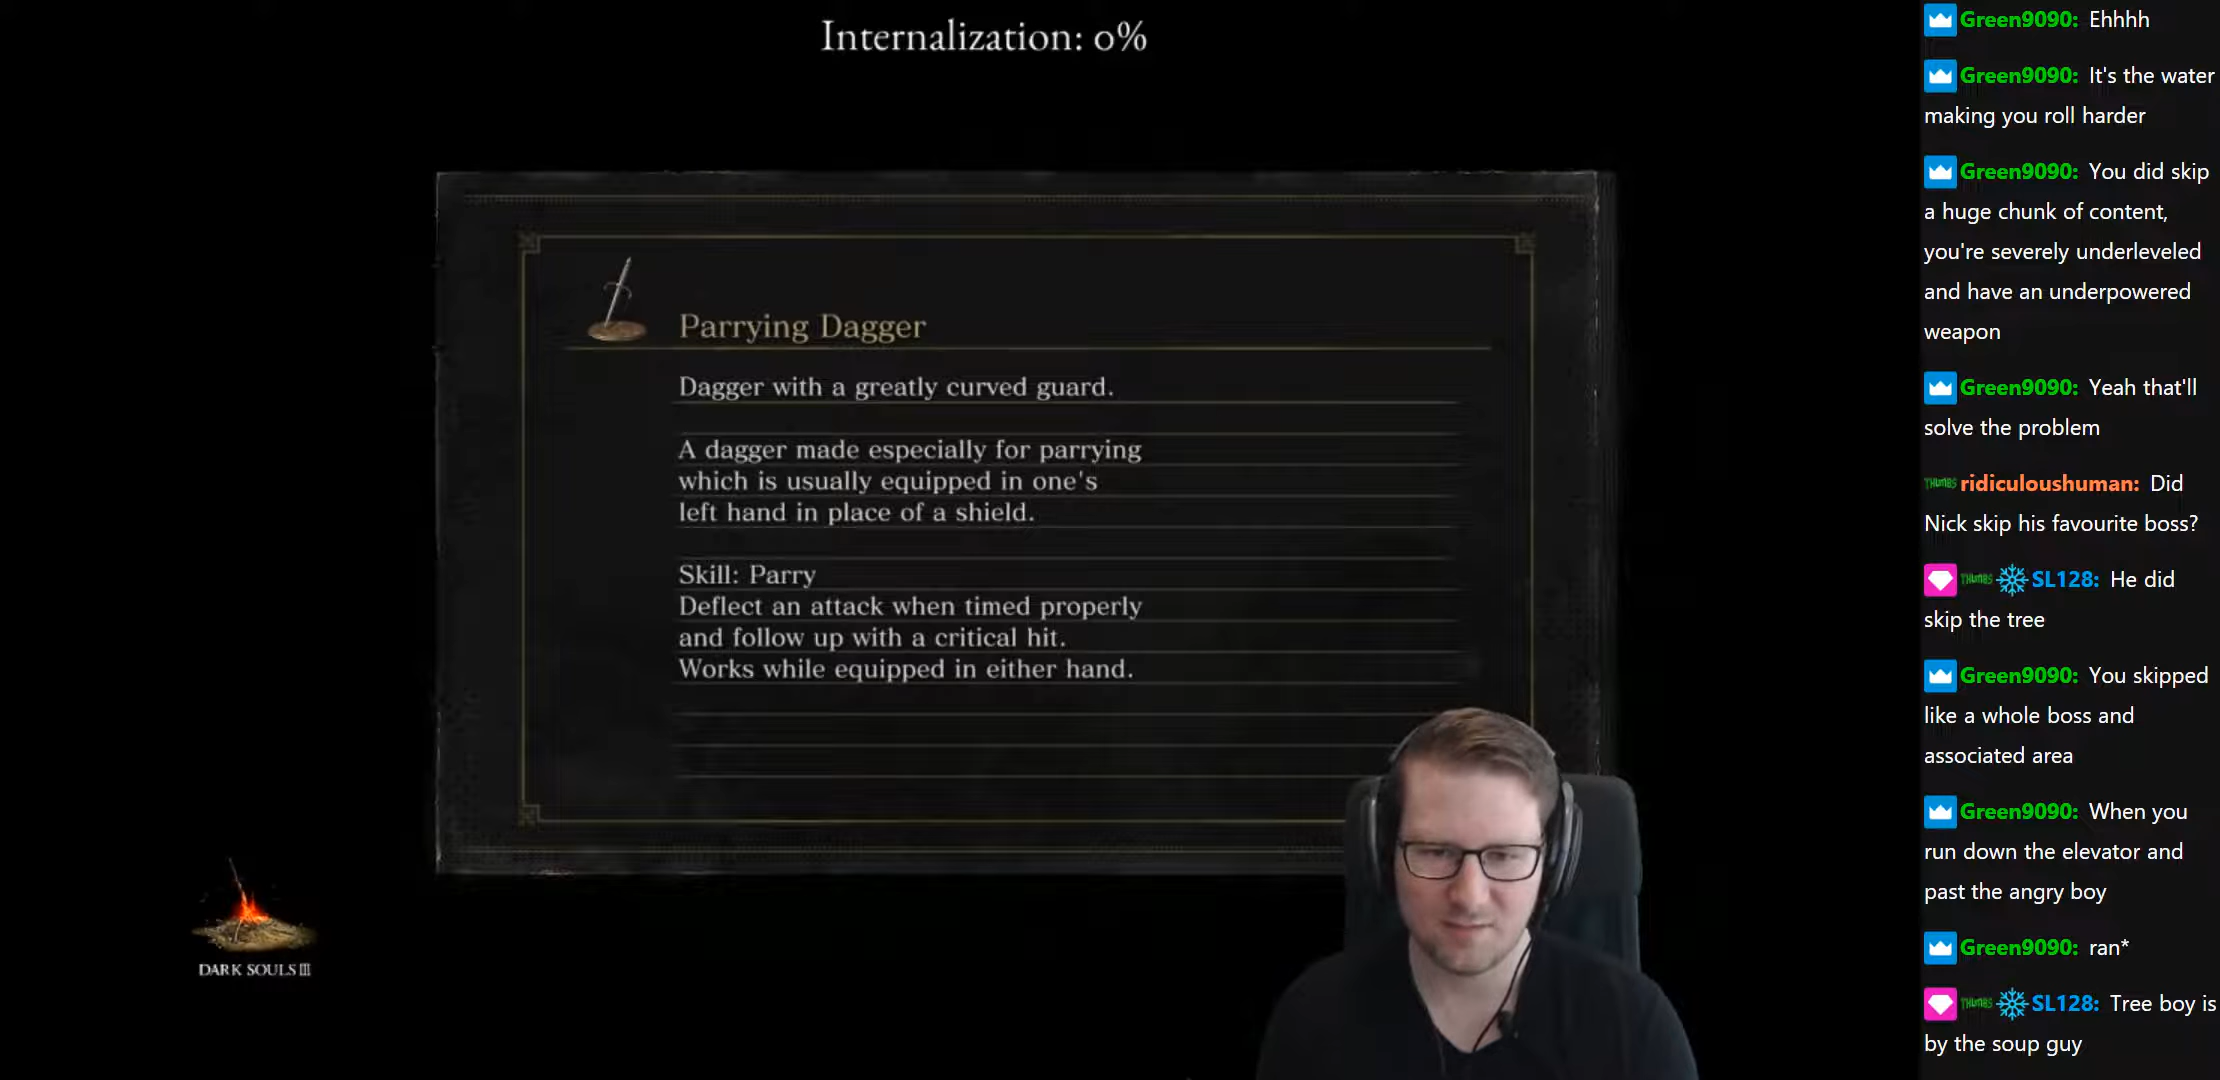 Internalization: 0%
Parrying Dagger
Dagger with a greatly curved guard.
A dagger made especially for parrying
which is usually equipped in one's
left hand in place of a shield.
Skill: Parry
Deflect an attack when timed properly
and follow up with a critical hit.
Works while equipped in either hand.
DARK SOULS III
Green9090: Ehhhh
Green9090: It's the water
making you roll harder
Green9090: You did skip
a huge chunk of content,
you're severely underleveled
and have an underpowered
weapon
Green9090: Yeah that'll
solve the problem
THUMBS ridiculoushuman: Did
Nick skip his favourite boss?
THUMBS SL128: He did
skip the tree
Green9090: You skipped
like a whole boss and
associated area
Green9090: When you
run down the elevator and
past the angry boy
Green9090: ran*
THUMBS SL128: Tree boy is
by the soup guy